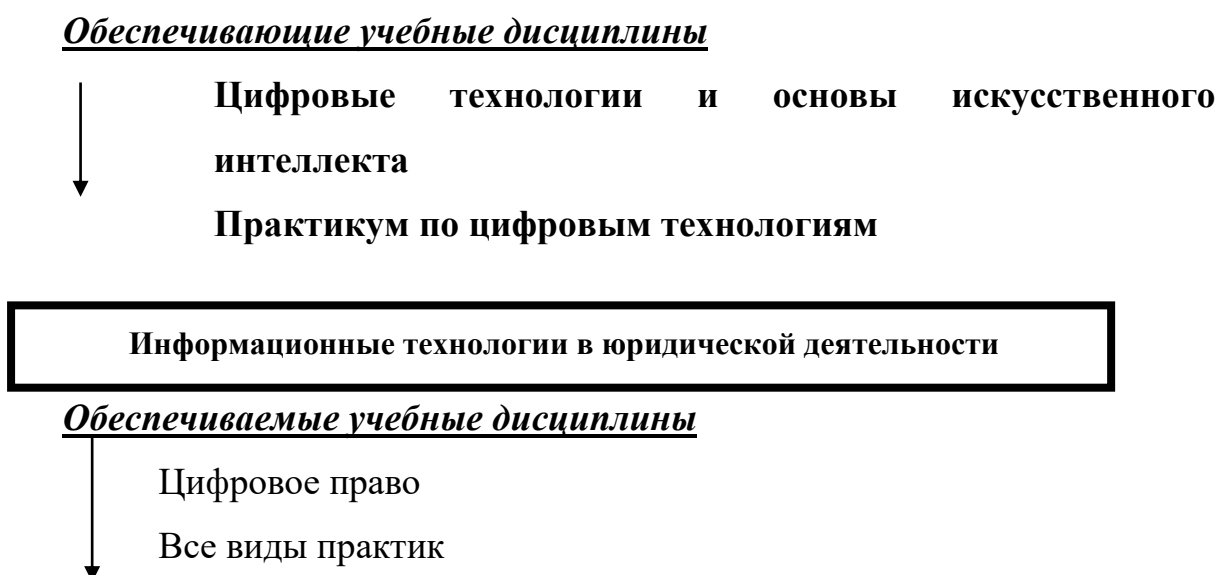 Обеспечивающие учебные дисциплины
Цифровые технологии и основы искусственного
интеллекта
Практикум по цифровым технологиям
Информационные технологии в юридической деятельности
Обеспечиваемые учебные дисциплины
Цифровое право
Все виды практик